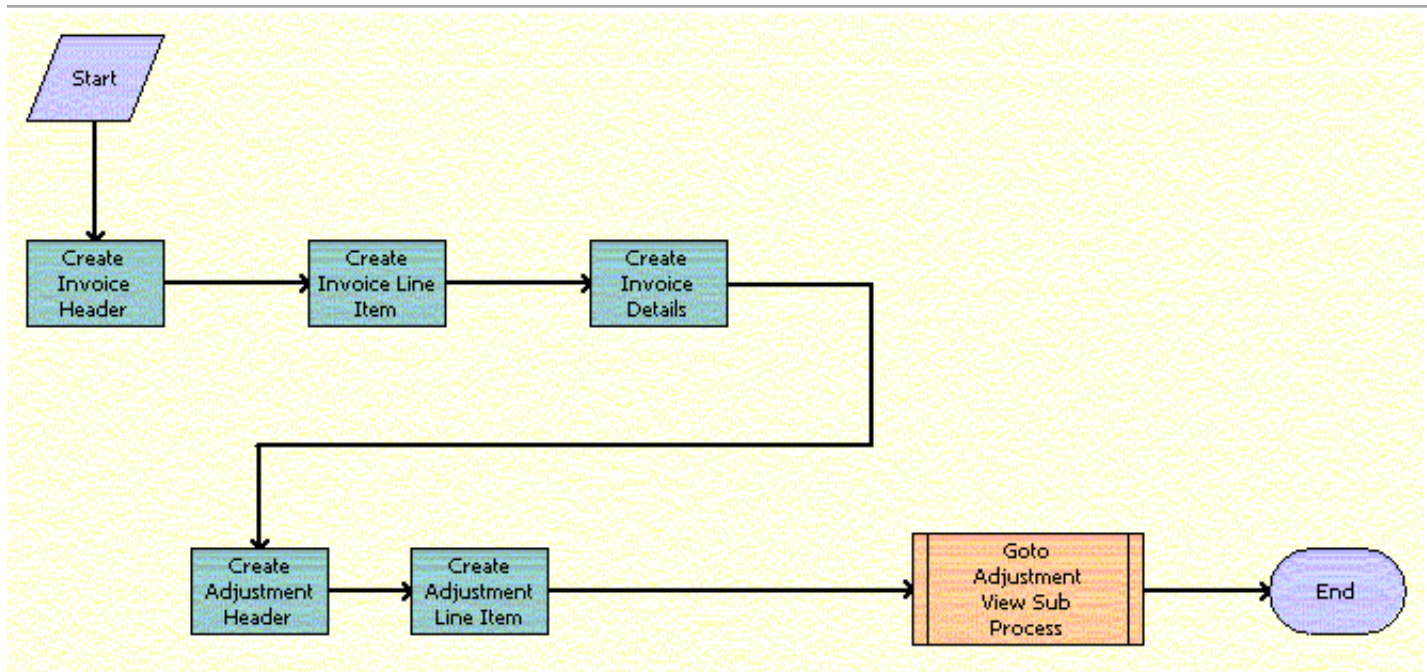 Start
Create
Invoice
Header
Create
Invoice Line
Item
Create
Invoice
Details
Create
Adjustment
Header
Create
Adjustment
Line Item
Goto
Adjustment
View Sub
Process
End